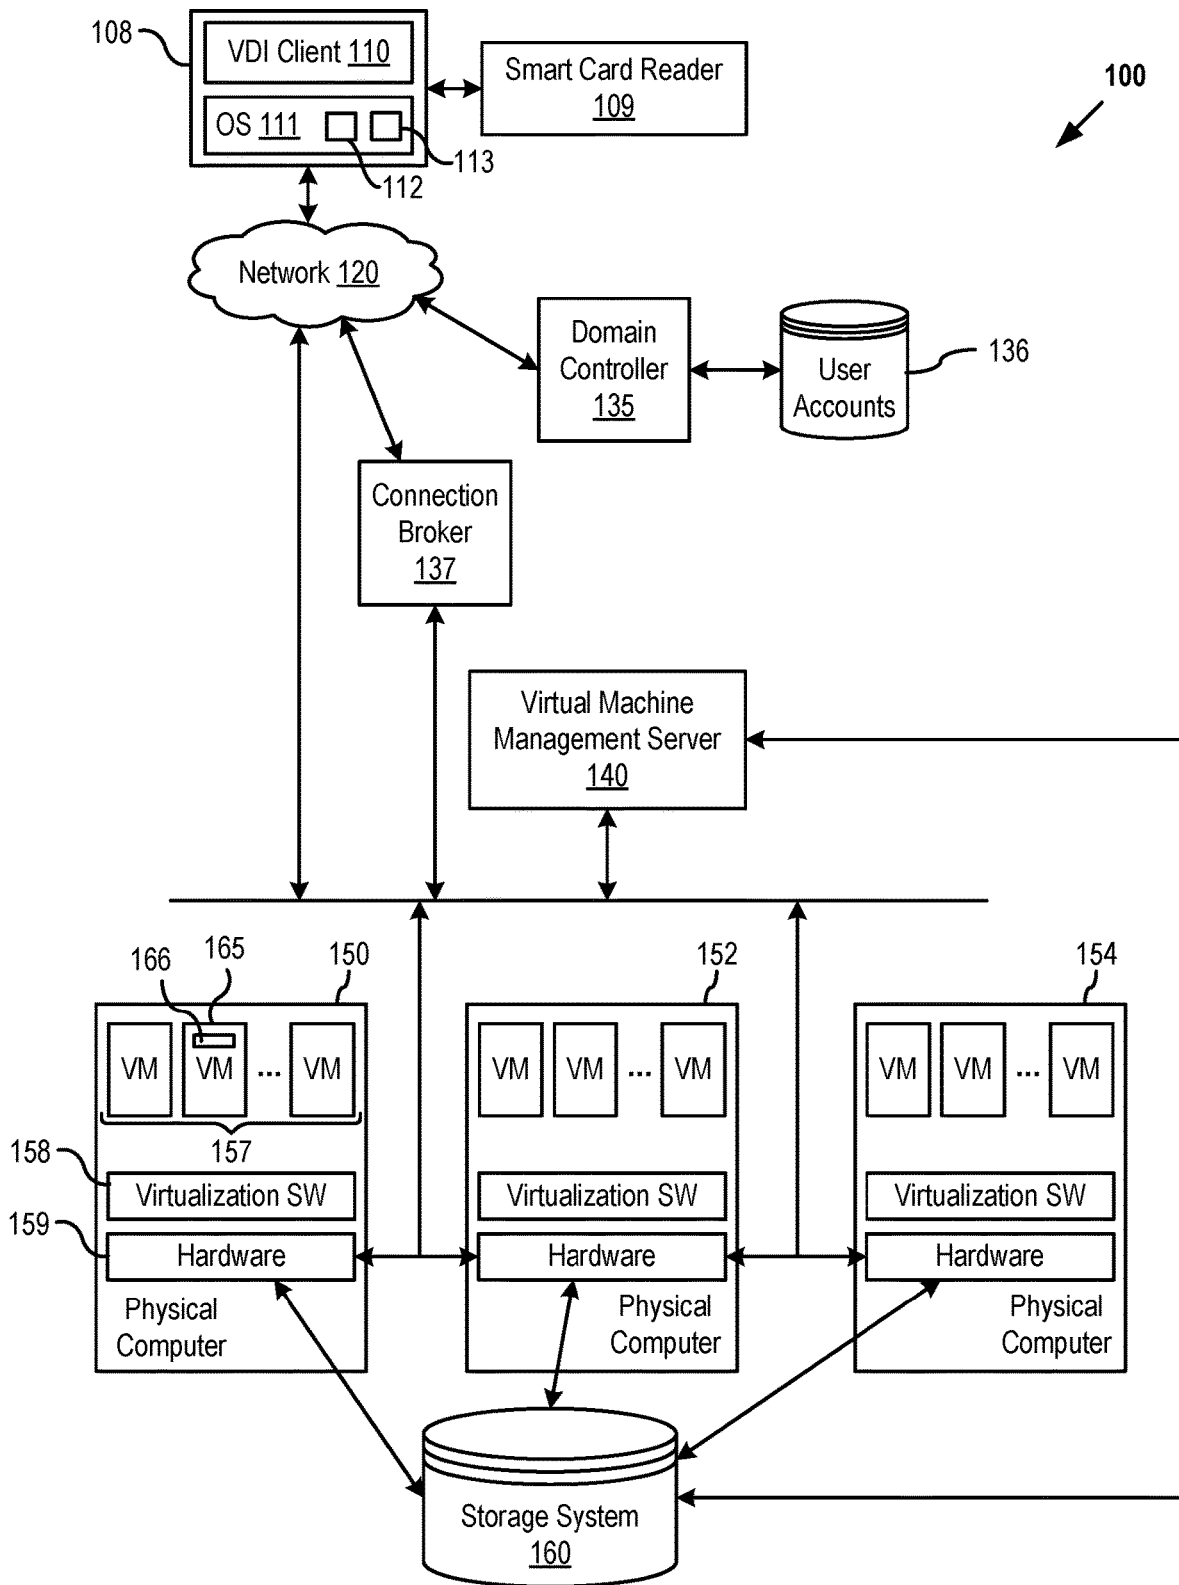 108
VDI Client 110
OS 111
112
113
Smart Card Reader
109
100
Network 120
Domain
Controller
135
User
Accounts
136
Connection
Broker
137
Virtual Machine
Management Server
140
166
165
150
VM
VM
...
VM
157
158
Virtualization SW
159
Hardware
Physical
Computer
152
VM
VM
...
VM
Virtualization SW
Hardware
Physical
Computer
154
VM
VM
...
VM
Virtualization SW
Hardware
Physical
Computer
Storage System
160